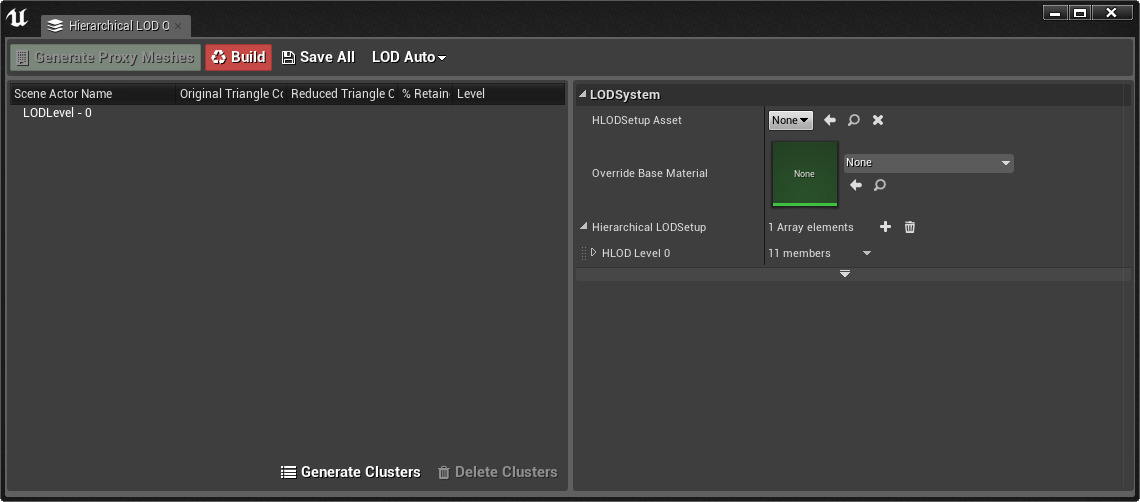 Hierarchical LOD O
Generate Proxy Meshes Build Save All LOD Auto
Scene Actor Name Original Triangle Co Reduced Triangle C % Retain Level
LODLevel - 0
Generate Clusters Delete Clusters
LODSystem
HLODSetup Asset None
Override Base Material None None
Hierarchical LODSetup 1 Array elements
HLOD Level 0 11 members